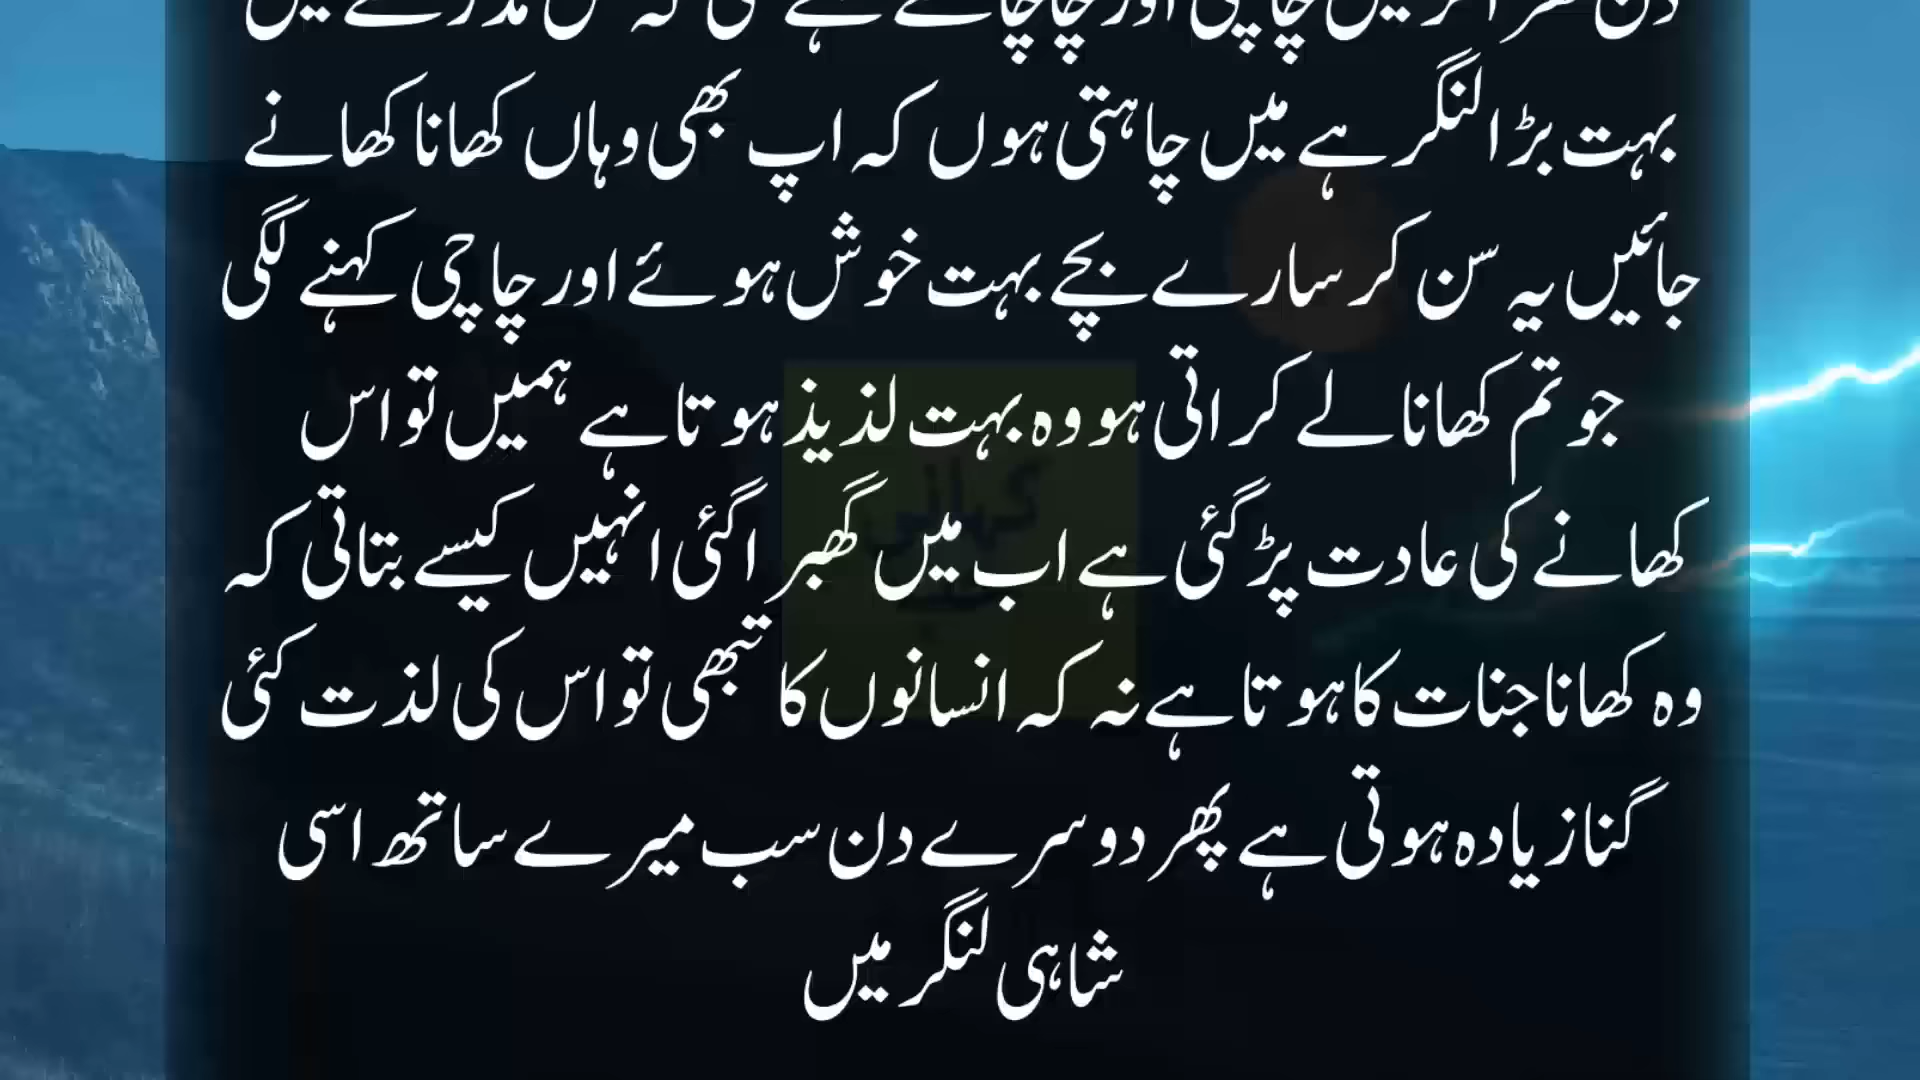 اور چاچا سے
بہت بڑا لنگر ہے میں چاہتی ہوں کہ اپ بھی وہاں کھانا کھانے
جائیں یہ سن کر سارے بچے بہت خوش ہوئے اور چاچی کہنے لگی
جو تم کھانا لے کر اتی ہو وہ بہت لذیذ ہوتا ہے ہمیں تو اس
کھانے کی عادت پڑ گئی ہے اب میں گھبرا گئی انہیں کیسے بتاتی کہ
وہ کھانا جنات کا ہوتا ہے نہ کہ انسانوں کا تبھی تو اس کی لذت کئی
گنا زیادہ ہوتی ہے پھر دوسرے دن سب میرے ساتھ اسی
شاہی لنگر میں
کہانی